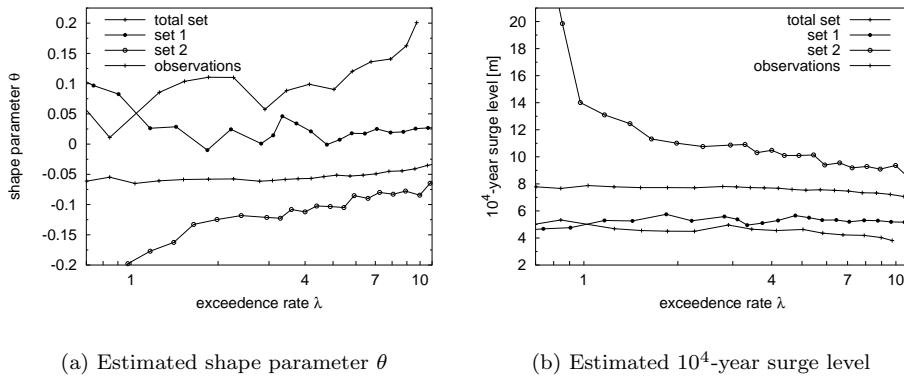 total set
set 1
set 2
observations
0.2
0.15
0.1
0.05
0
-0.05
-0.1
-0.15
-0.2
shape parameter θ
1
4
7
10
exceedence rate λ
(a) Estimated shape parameter θ
total set
set 1
set 2
observations
20
18
16
14
12
10
8
6
4
2
10⁴-year surge level [m]
1
4
7
10
exceedence rate λ
(b) Estimated 10⁴-year surge level